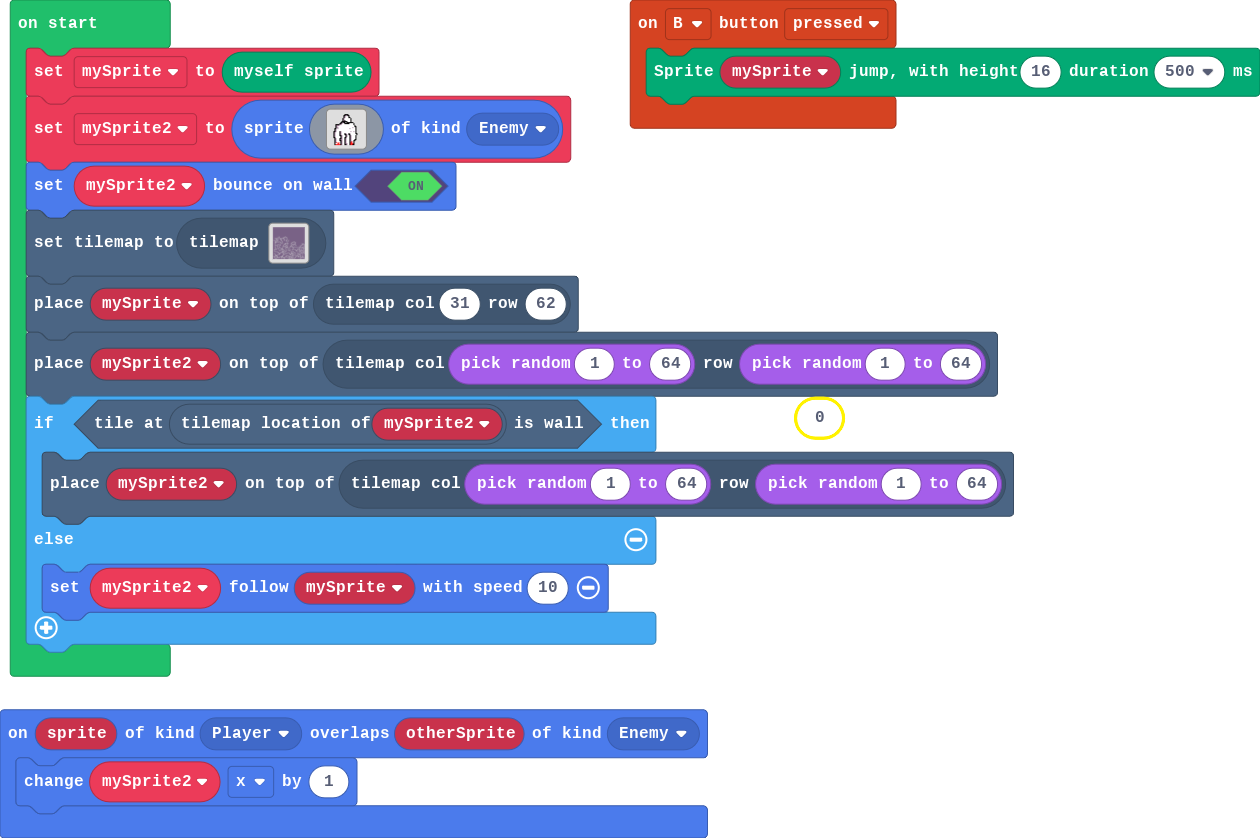 on start
set mySprite to myself sprite
set mySprite2 to sprite of kind Enemy
set mySprite2 bounce on wall ON
set tilemap to tilemap
place mySprite on top of tilemap col 31 row 62
place mySprite2 on top of tilemap col pick random 1 to 64 row pick random 1 to 64
if tile at tilemap location of mySprite2 is wall then
place mySprite2 on top of tilemap col pick random 1 to 64 row pick random 1 to 64
else
set mySprite2 follow mySprite with speed 10
on B button pressed
Sprite mySprite jump, with height 16 duration 500 ms
0
on sprite of kind Player overlaps otherSprite of kind Enemy
change mySprite2 x by 1